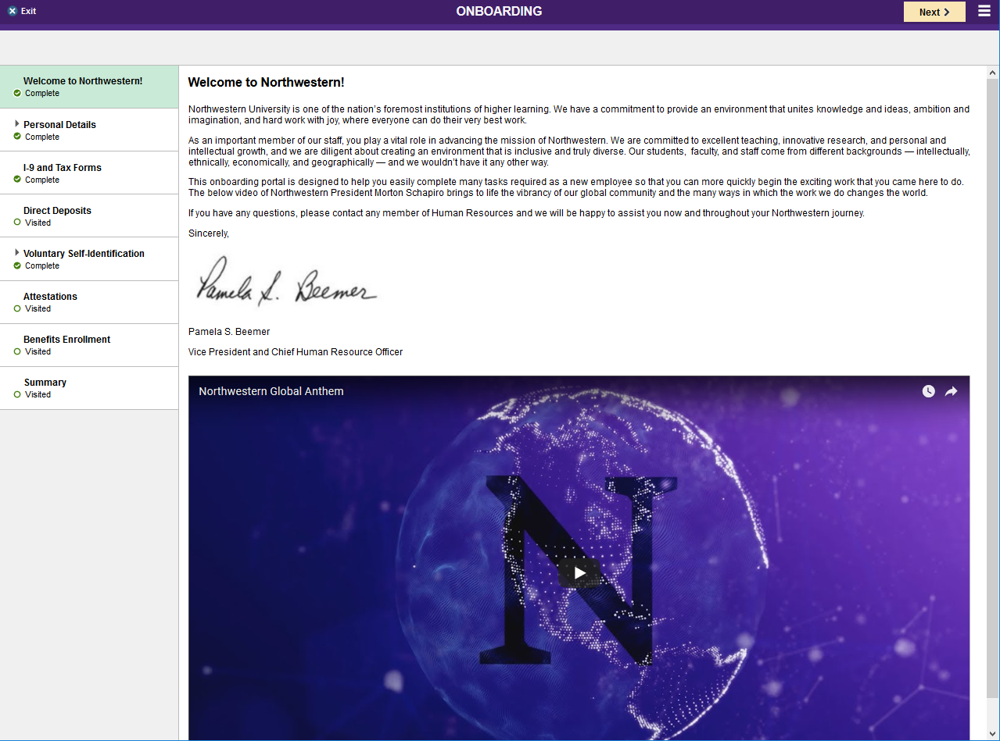 Exit
ONBOARDING
Next
Welcome to Northwestern!
Complete
Personal Details
Complete
I-9 and Tax Forms
Complete
Direct Deposits
Visited
Voluntary Self-Identification
Complete
Attestations
Visited
Benefits Enrollment
Visited
Summary
Visited
Welcome to Northwestern!
Northwestern University is one of the nation's foremost institutions of higher learning. We have a commitment to provide an environment that unites knowledge and ideas, ambition and
imagination, and hard work with joy, where everyone can do their very best work.
As an important member of our staff, you play a vital role in advancing the mission of Northwestern. We are committed to excellent teaching, innovative research, and personal and
intellectual growth, and we are diligent about creating an environment that is inclusive and truly diverse. Our students, faculty, and staff come from different backgrounds — intellectually,
ethnically, economically, and geographically — and we wouldn't have it any other way.
This onboarding portal is designed to help you easily complete many tasks required as a new employee so that you can more quickly begin the exciting work that you came here to do.
The below video of Northwestern President Morton Schapiro brings to life the vibrancy of our global community and the many ways in which the work we do changes the world.
If you have any questions, please contact any member of Human Resources and we will be happy to assist you now and throughout your Northwestern journey.
Sincerely,
Pamela S. Beemer
Pamela S. Beemer
Vice President and Chief Human Resource Officer
Northwestern Global Anthem
N